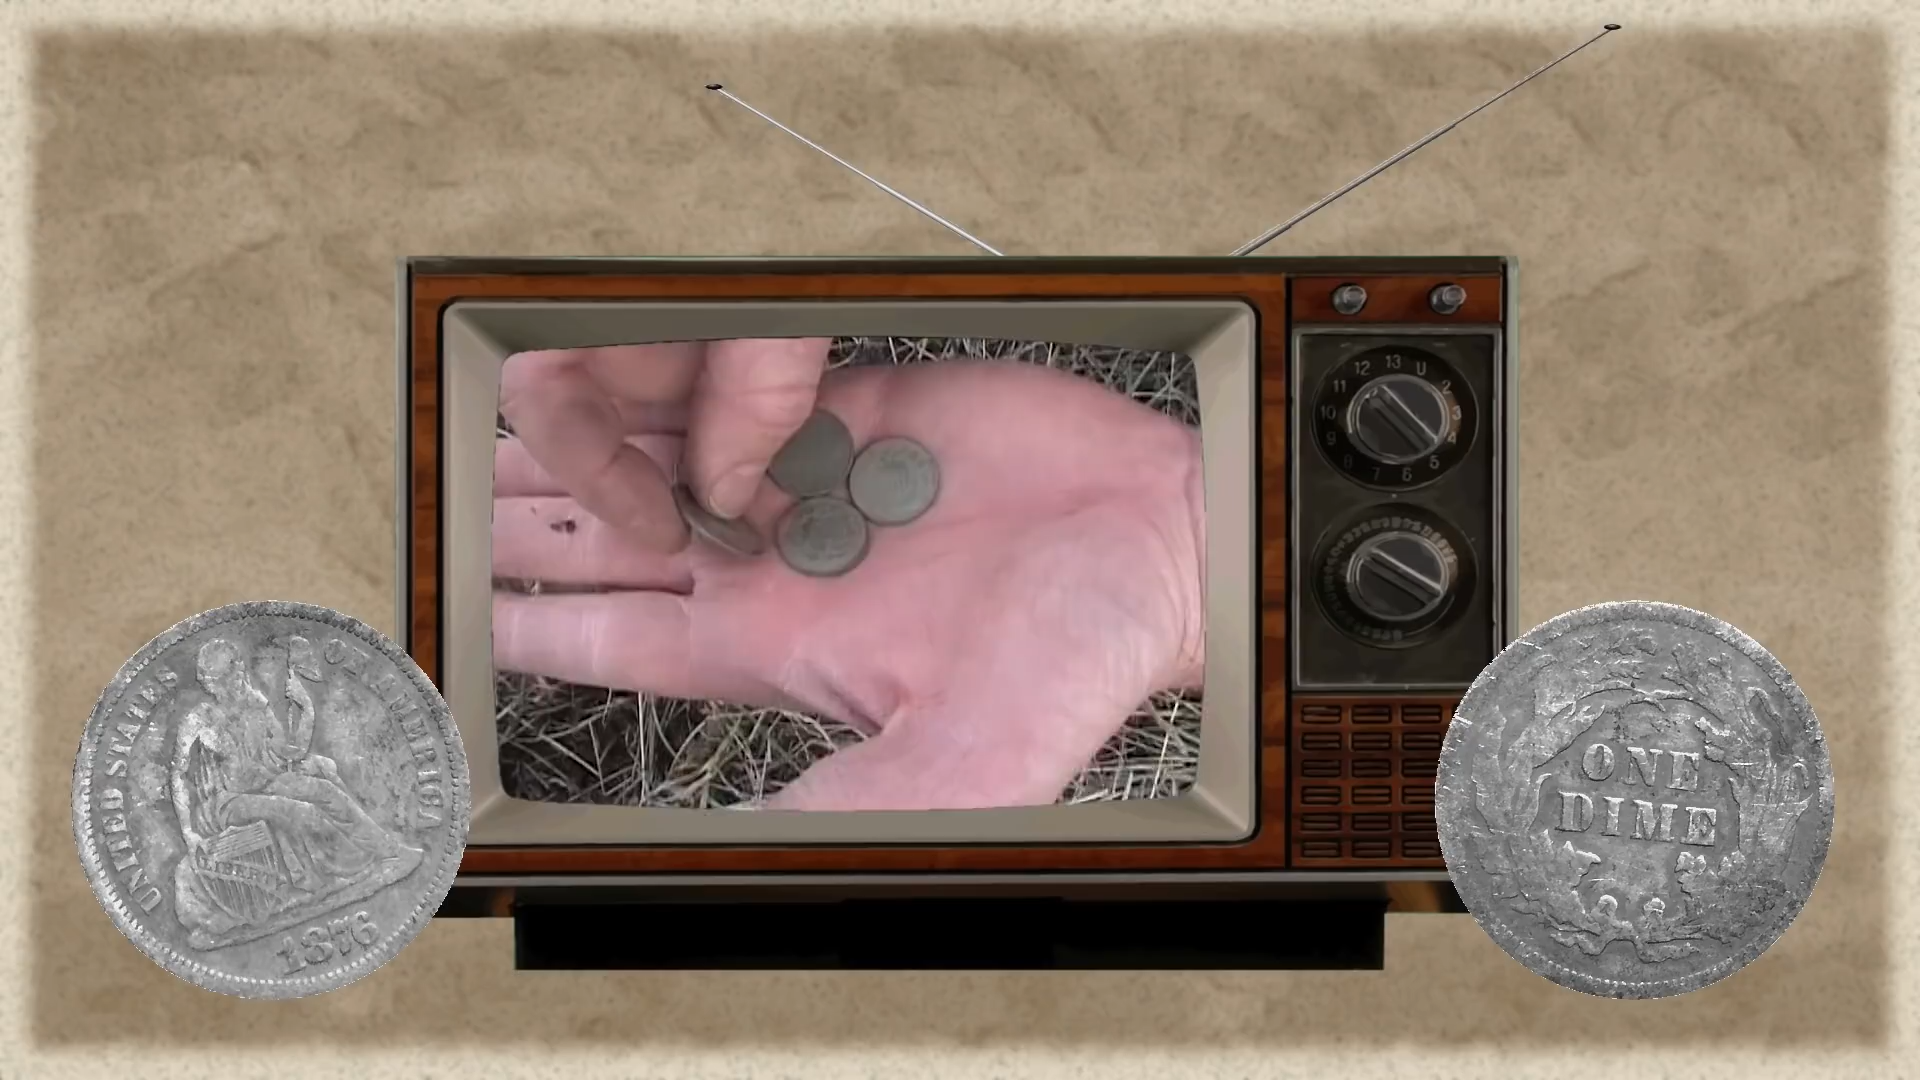 UNITED STATES OF AMERICA
LIBERTY
1876
ONE
DIME
12 13 U 2 3 4 5 6 7 8 9 10 11